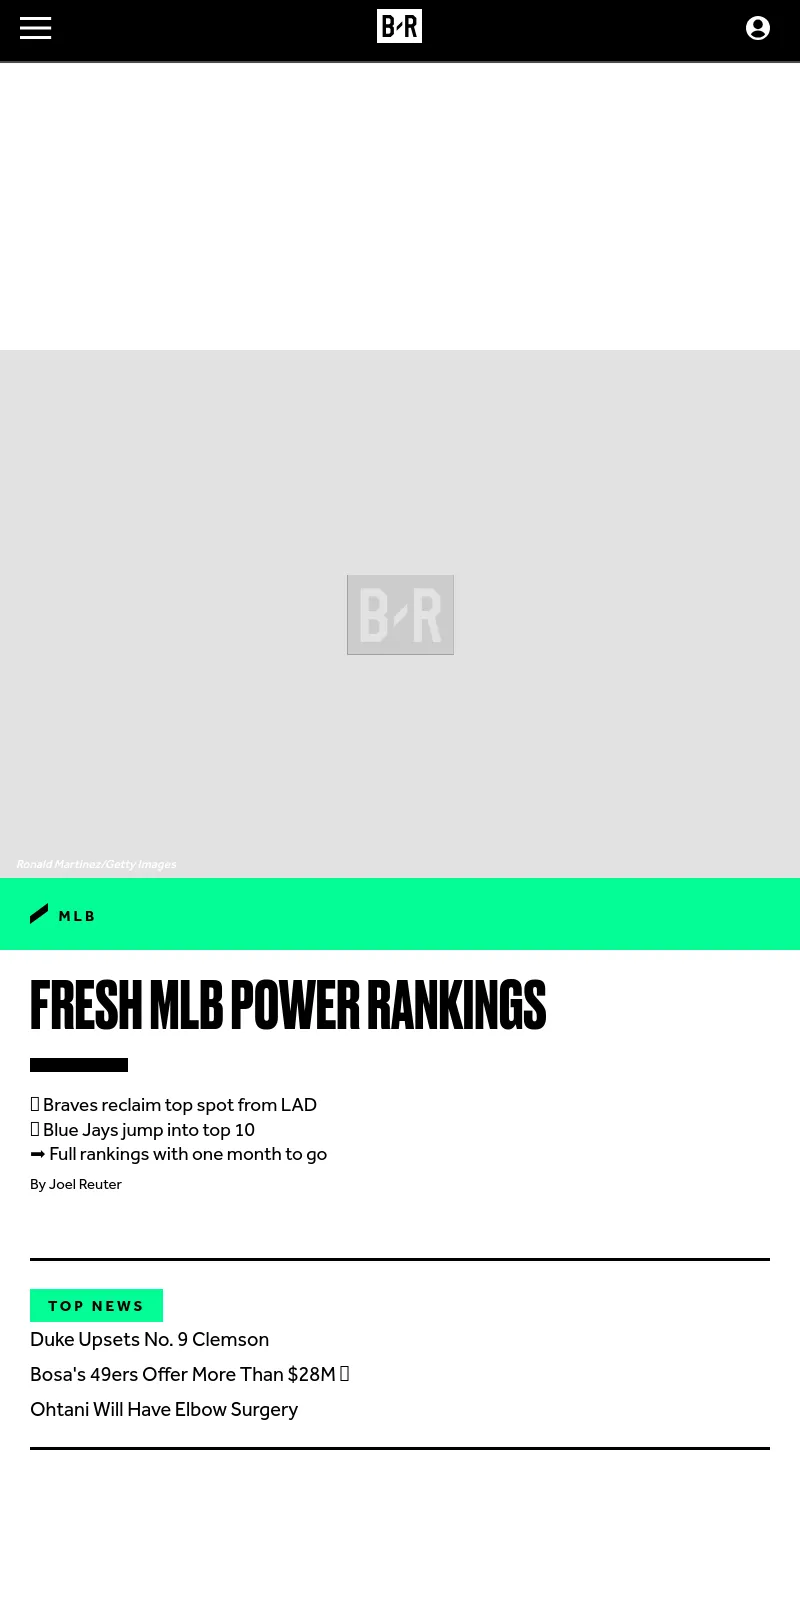 B/R
B/R
Ronald Martinez/Getty Images
MLB
FRESH MLB POWER RANKINGS
Braves reclaim top spot from LAD
Blue Jays jump into top 10
➡ Full rankings with one month to go
By Joel Reuter
TOP NEWS
Duke Upsets No. 9 Clemson
Bosa's 49ers Offer More Than $28M
Ohtani Will Have Elbow Surgery